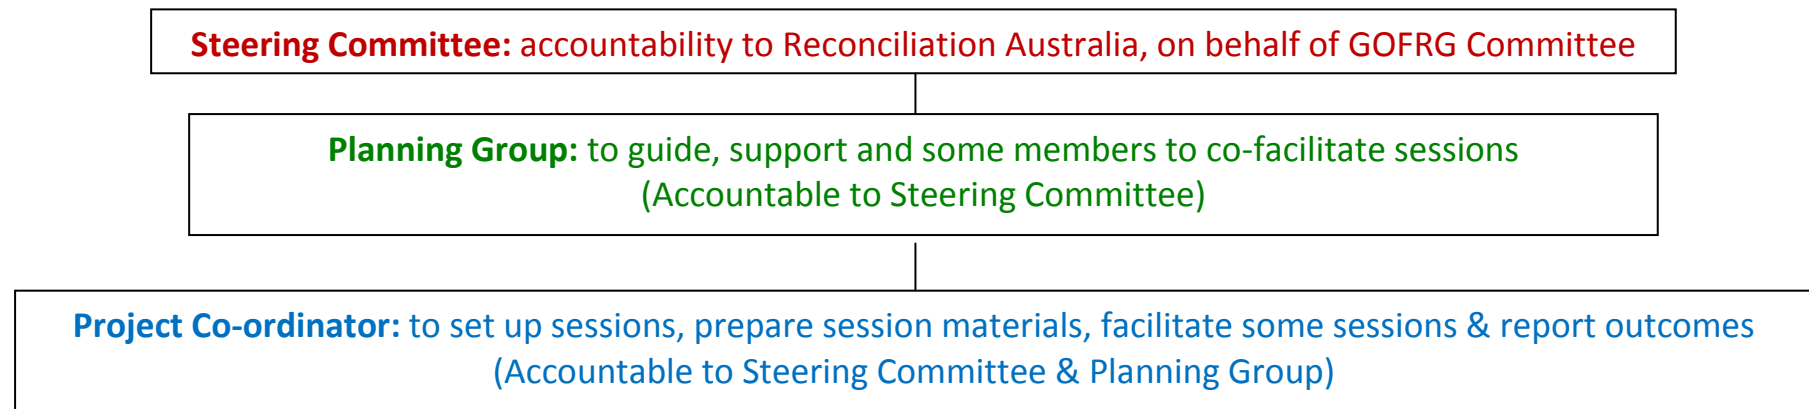 Steering Committee: accountability to Reconciliation Australia, on behalf of GOFRG Committee
Planning Group: to guide, support and some members to co-facilitate sessions
(Accountable to Steering Committee)
Project Co-ordinator: to set up sessions, prepare session materials, facilitate some sessions & report outcomes
(Accountable to Steering Committee & Planning Group)